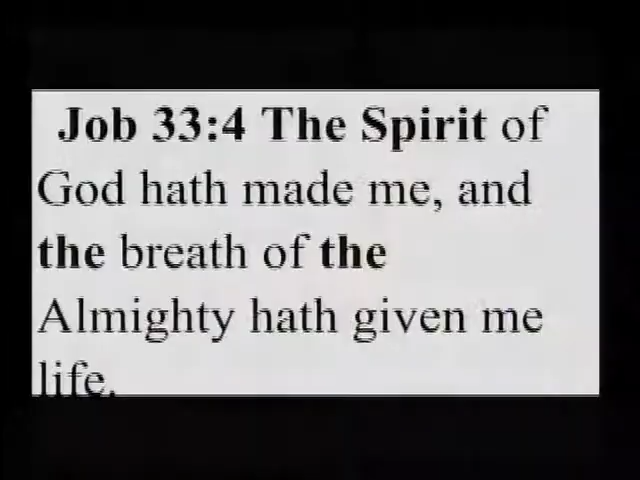 Job 33:4 The Spirit of
God hath made me, and
the breath of the
Almighty hath given me
life.